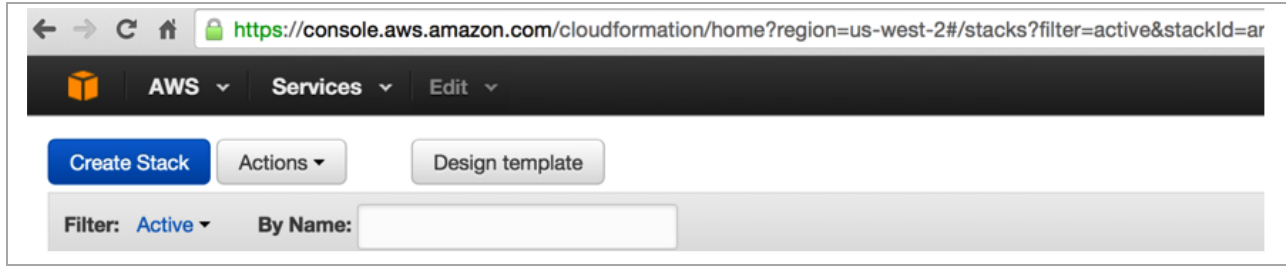 https://console.aws.amazon.com/cloudformation/home?region=us-west-2#/stacks?filter=active&stackId=ar
AWS Services Edit
Create Stack Actions Design template
Filter: Active By Name: